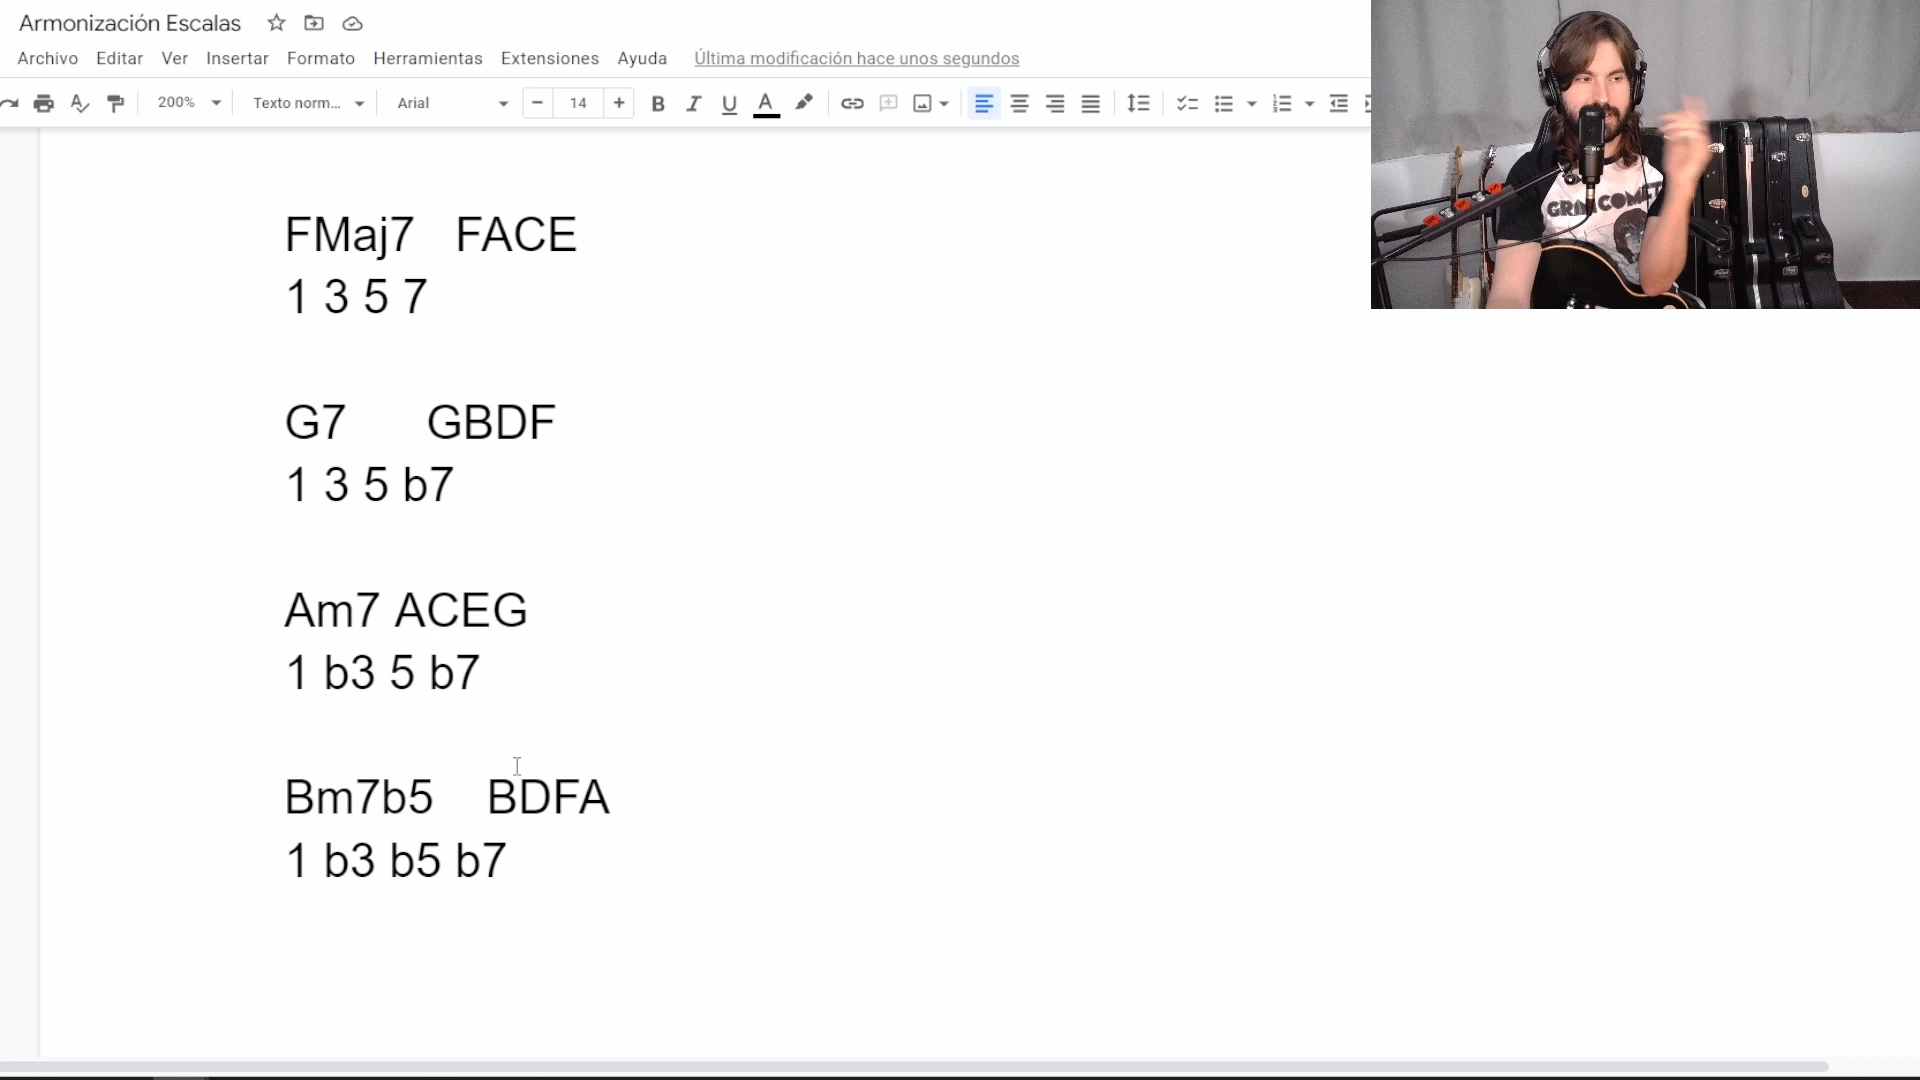 Armonización Escalas
Archivo Editar Ver Insertar Formato Herramientas Extensiones Ayuda Última modificación hace unos segundos
200% Texto norm... Arial 14 B I U A
FMaj7 FACE
1 3 5 7
G7 GBDF
1 3 5 b7
Am7 ACEG
1 b3 5 b7
Bm7b5 BDFA
1 b3 b5 b7